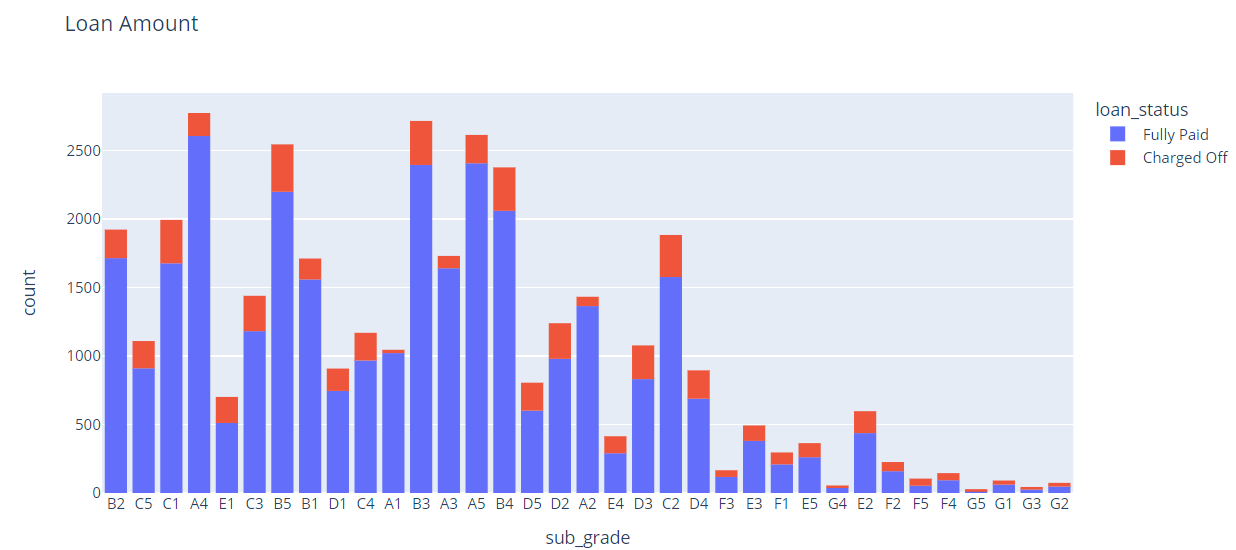 Loan Amount
loan_status
Fully Paid
Charged Off
2500
2000
1500
1000
500
0
count
B2 C5 C1 A4 E1 C3 B5 B1 D1 C4 A1 B3 A3 A5 B4 D5 D2 A2 E4 D3 C2 D4 F3 E3 F1 E5 G4 E2 F2 F5 F4 G5 G1 G3 G2
sub_grade